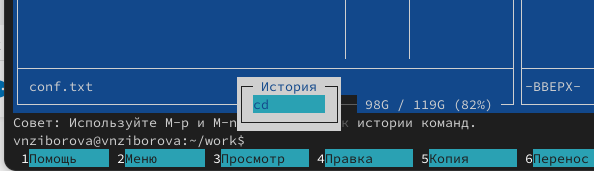 История
cd
conf.txt
98G / 119G (82%)
-ВВЕРХ-
Совет: Используйте M-p и M-n к истории команд.
vnziborova@vnziborova:~/work$
1Помощь 2Меню 3Просмотр 4Правка 5Копия 6Перенос